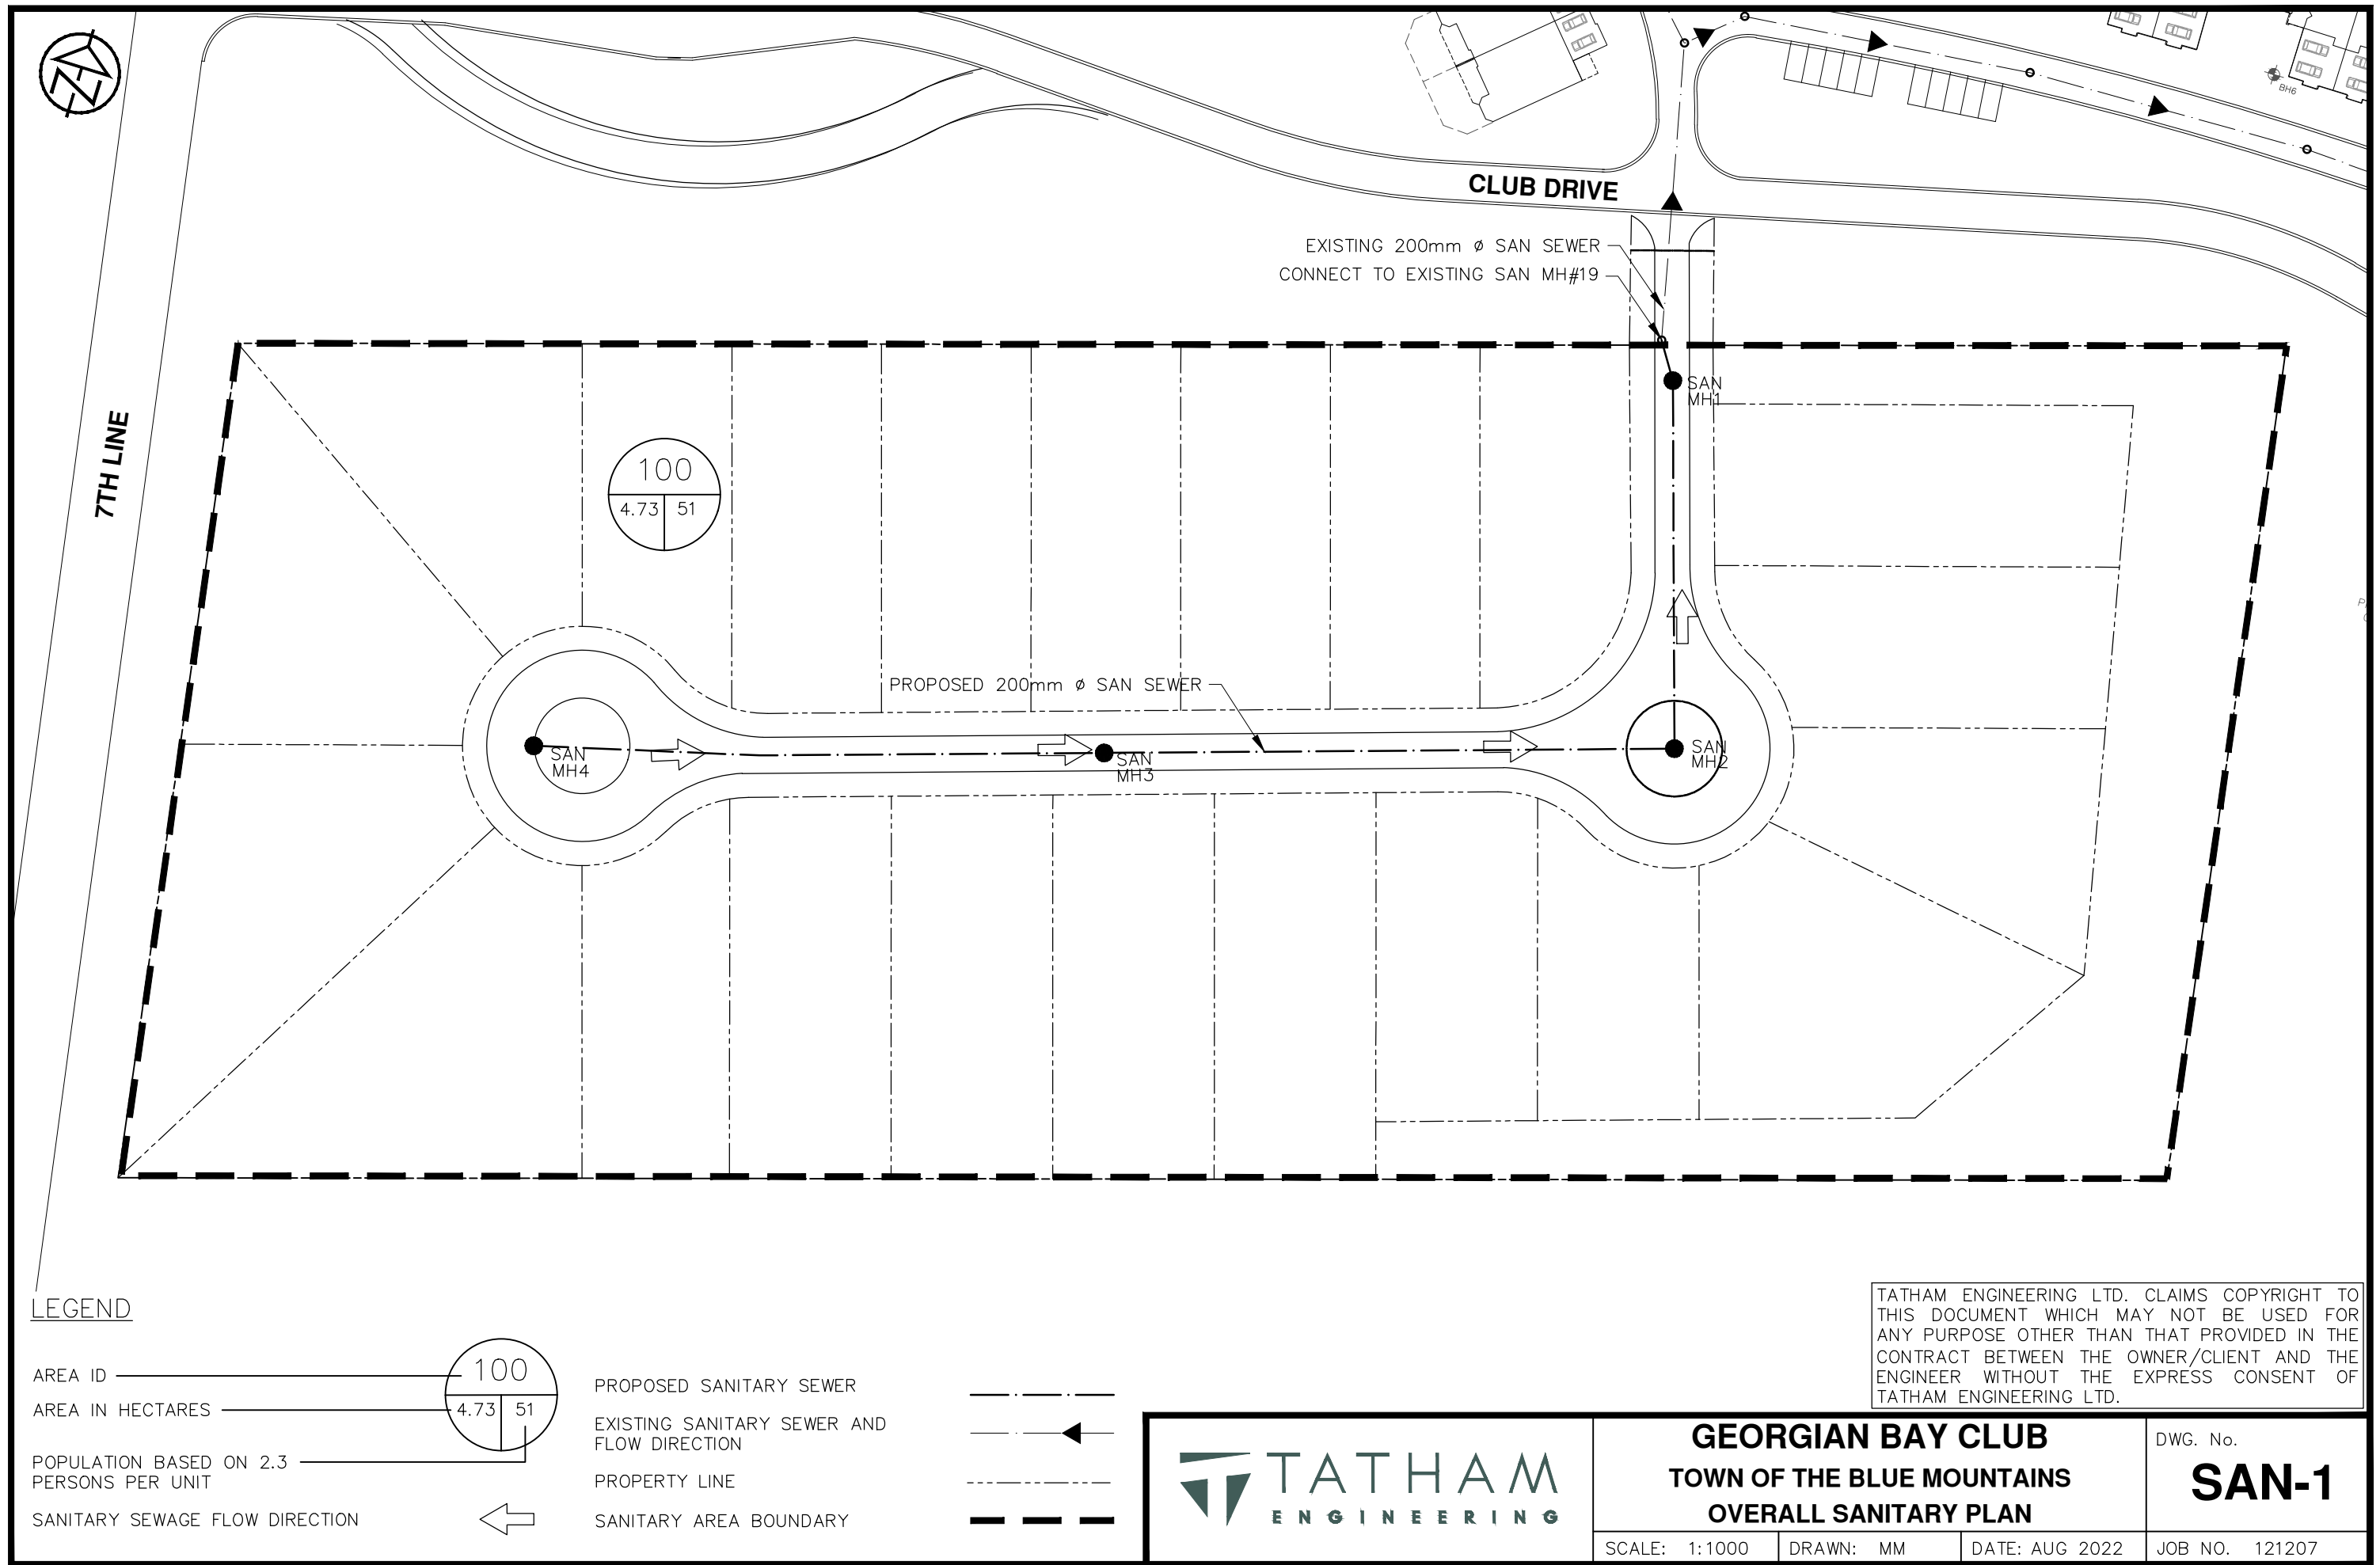 N
BH6
CLUB DRIVE
EXISTING 200mm ø SAN SEWER
CONNECT TO EXISTING SAN MH#19
7TH LINE
SAN
MH1
100
4.73 51
PROPOSED 200mm ø SAN SEWER
SAN
MH4
SAN
MH3
SAN
MH2
LEGEND
AREA ID
AREA IN HECTARES
POPULATION BASED ON 2.3
PERSONS PER UNIT
SANITARY SEWAGE FLOW DIRECTION
100
4.73 51
PROPOSED SANITARY SEWER
EXISTING SANITARY SEWER AND
FLOW DIRECTION
PROPERTY LINE
SANITARY AREA BOUNDARY
TATHAM ENGINEERING LTD. CLAIMS COPYRIGHT TO
THIS DOCUMENT WHICH MAY NOT BE USED FOR
ANY PURPOSE OTHER THAN THAT PROVIDED IN THE
CONTRACT BETWEEN THE OWNER/CLIENT AND THE
ENGINEER WITHOUT THE EXPRESS CONSENT OF
TATHAM ENGINEERING LTD.
TATHAM
ENGINEERING
GEORGIAN BAY CLUB
TOWN OF THE BLUE MOUNTAINS
OVERALL SANITARY PLAN
SCALE: 1:1000
DRAWN: MM
DATE: AUG 2022
DWG. No.
SAN-1
JOB NO. 121207